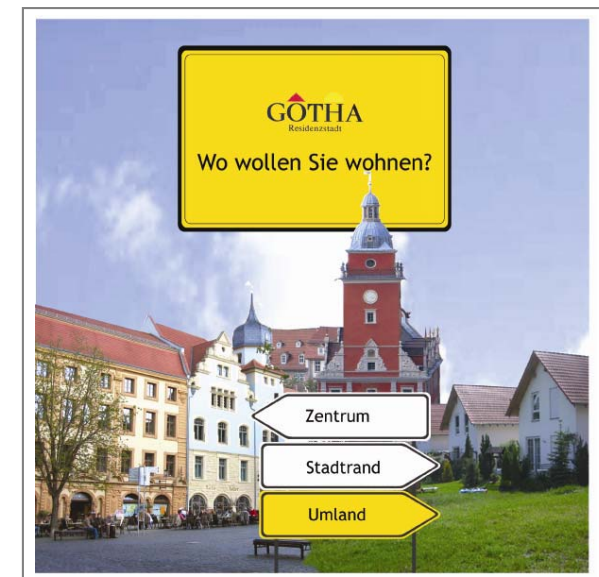 GOTHA
Residenzstadt
Wo wollen Sie wohnen?
Zentrum
Stadtrand
Umland